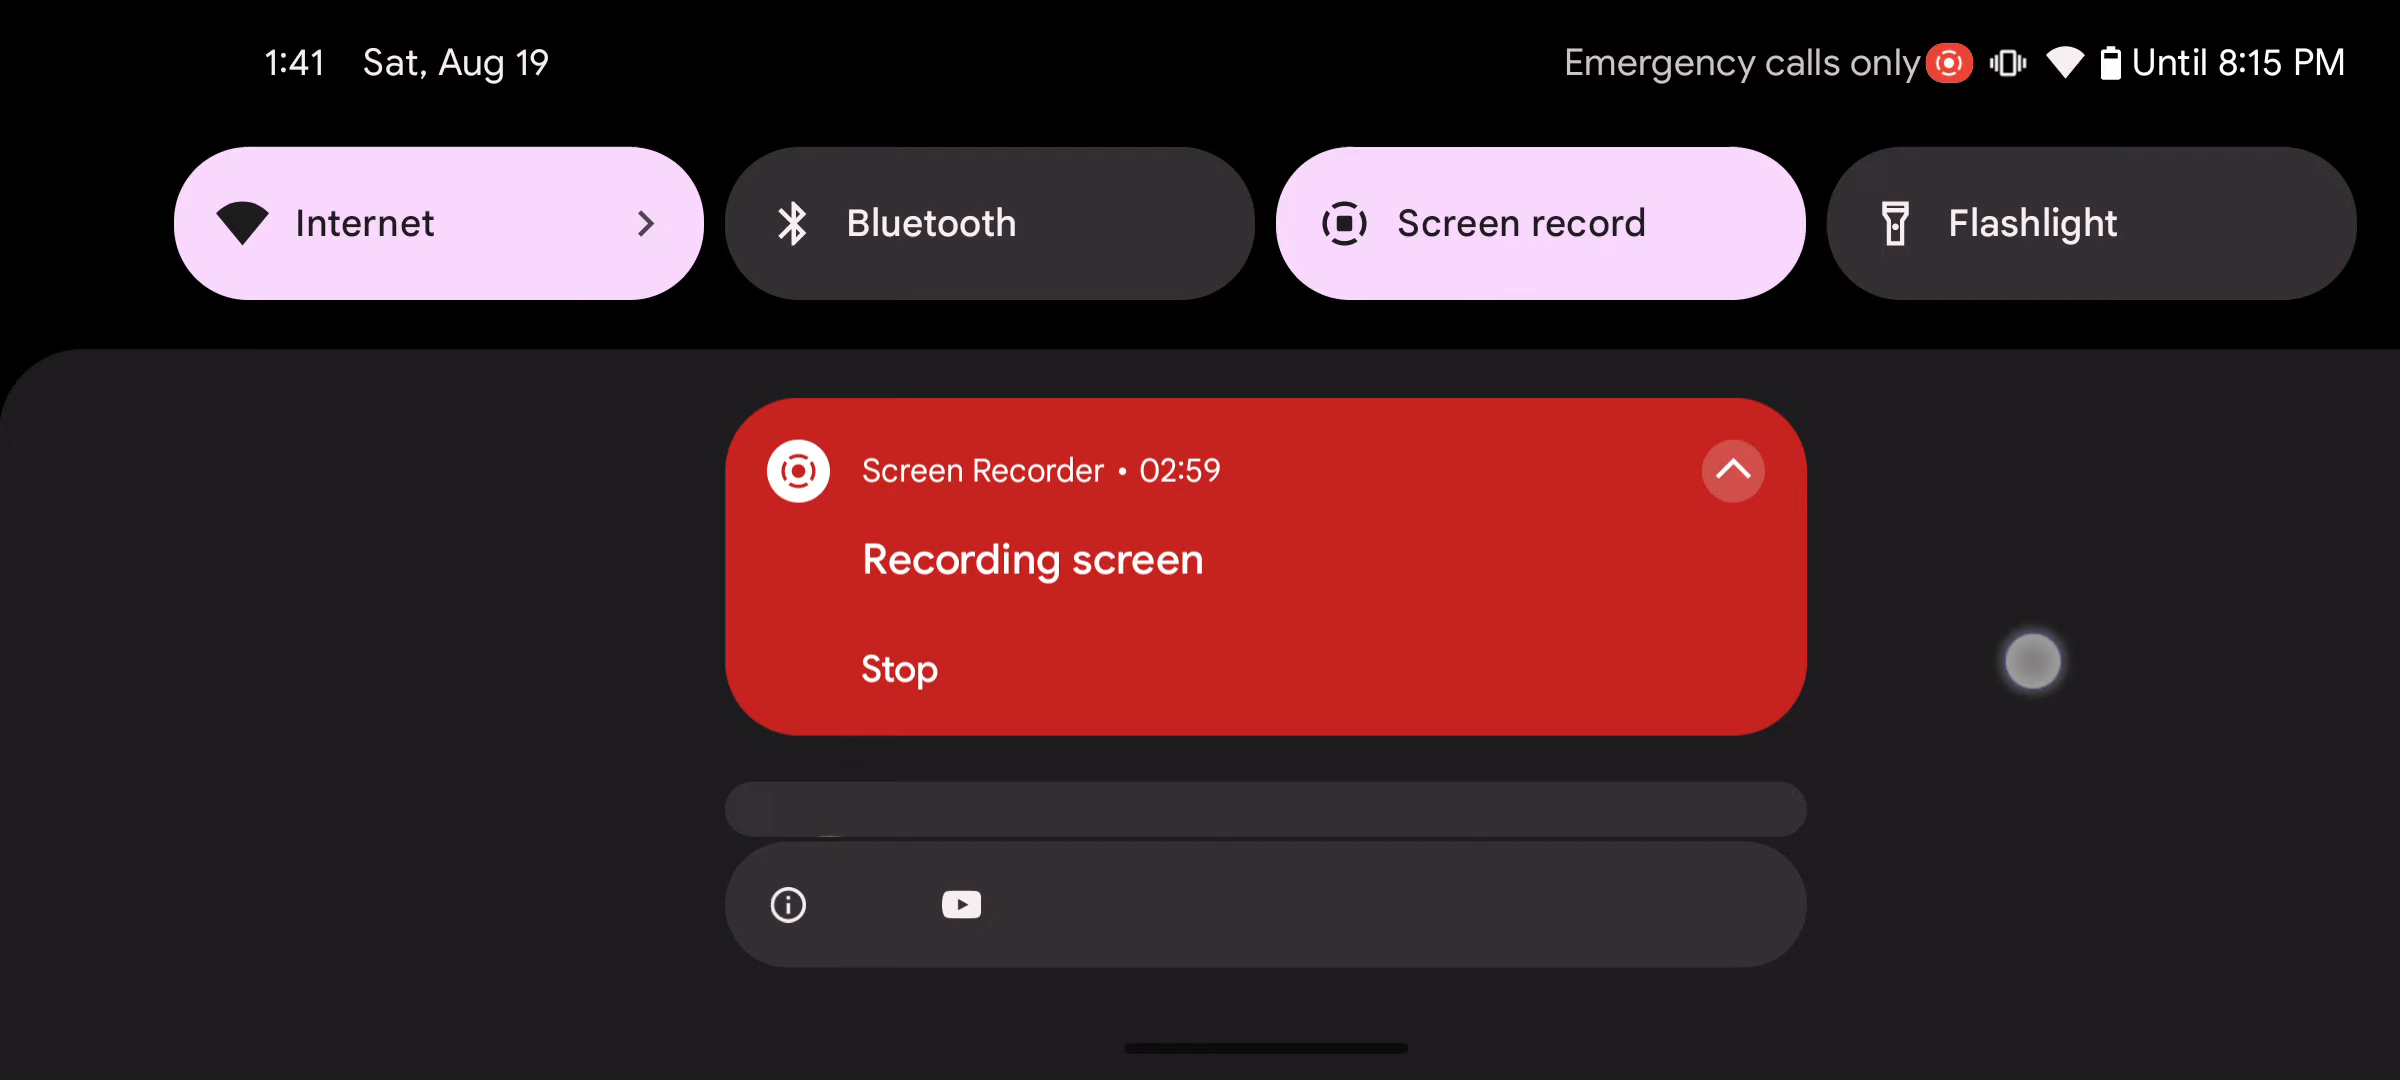 1:41 Sat, Aug 19 Emergency calls only Until 8:15 PM
Internet Bluetooth Screen record Flashlight
Screen Recorder • 02:59
Recording screen
Stop